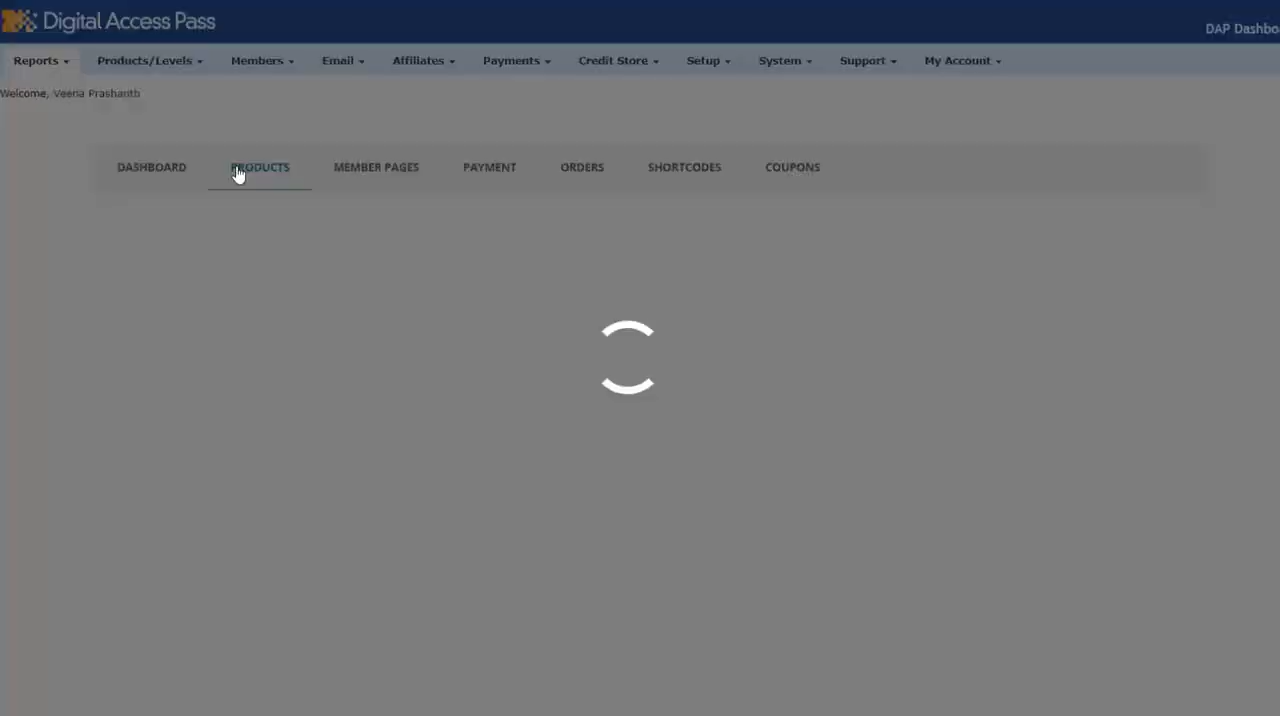 Digital Access Pass
DAP Dashbo
Reports Products/Levels Members Email Affiliates Payments Credit Store Setup System Support My Account
Welcome, Veena Prashanth
DASHBOARD PRODUCTS MEMBER PAGES PAYMENT ORDERS SHORTCODES COUPONS